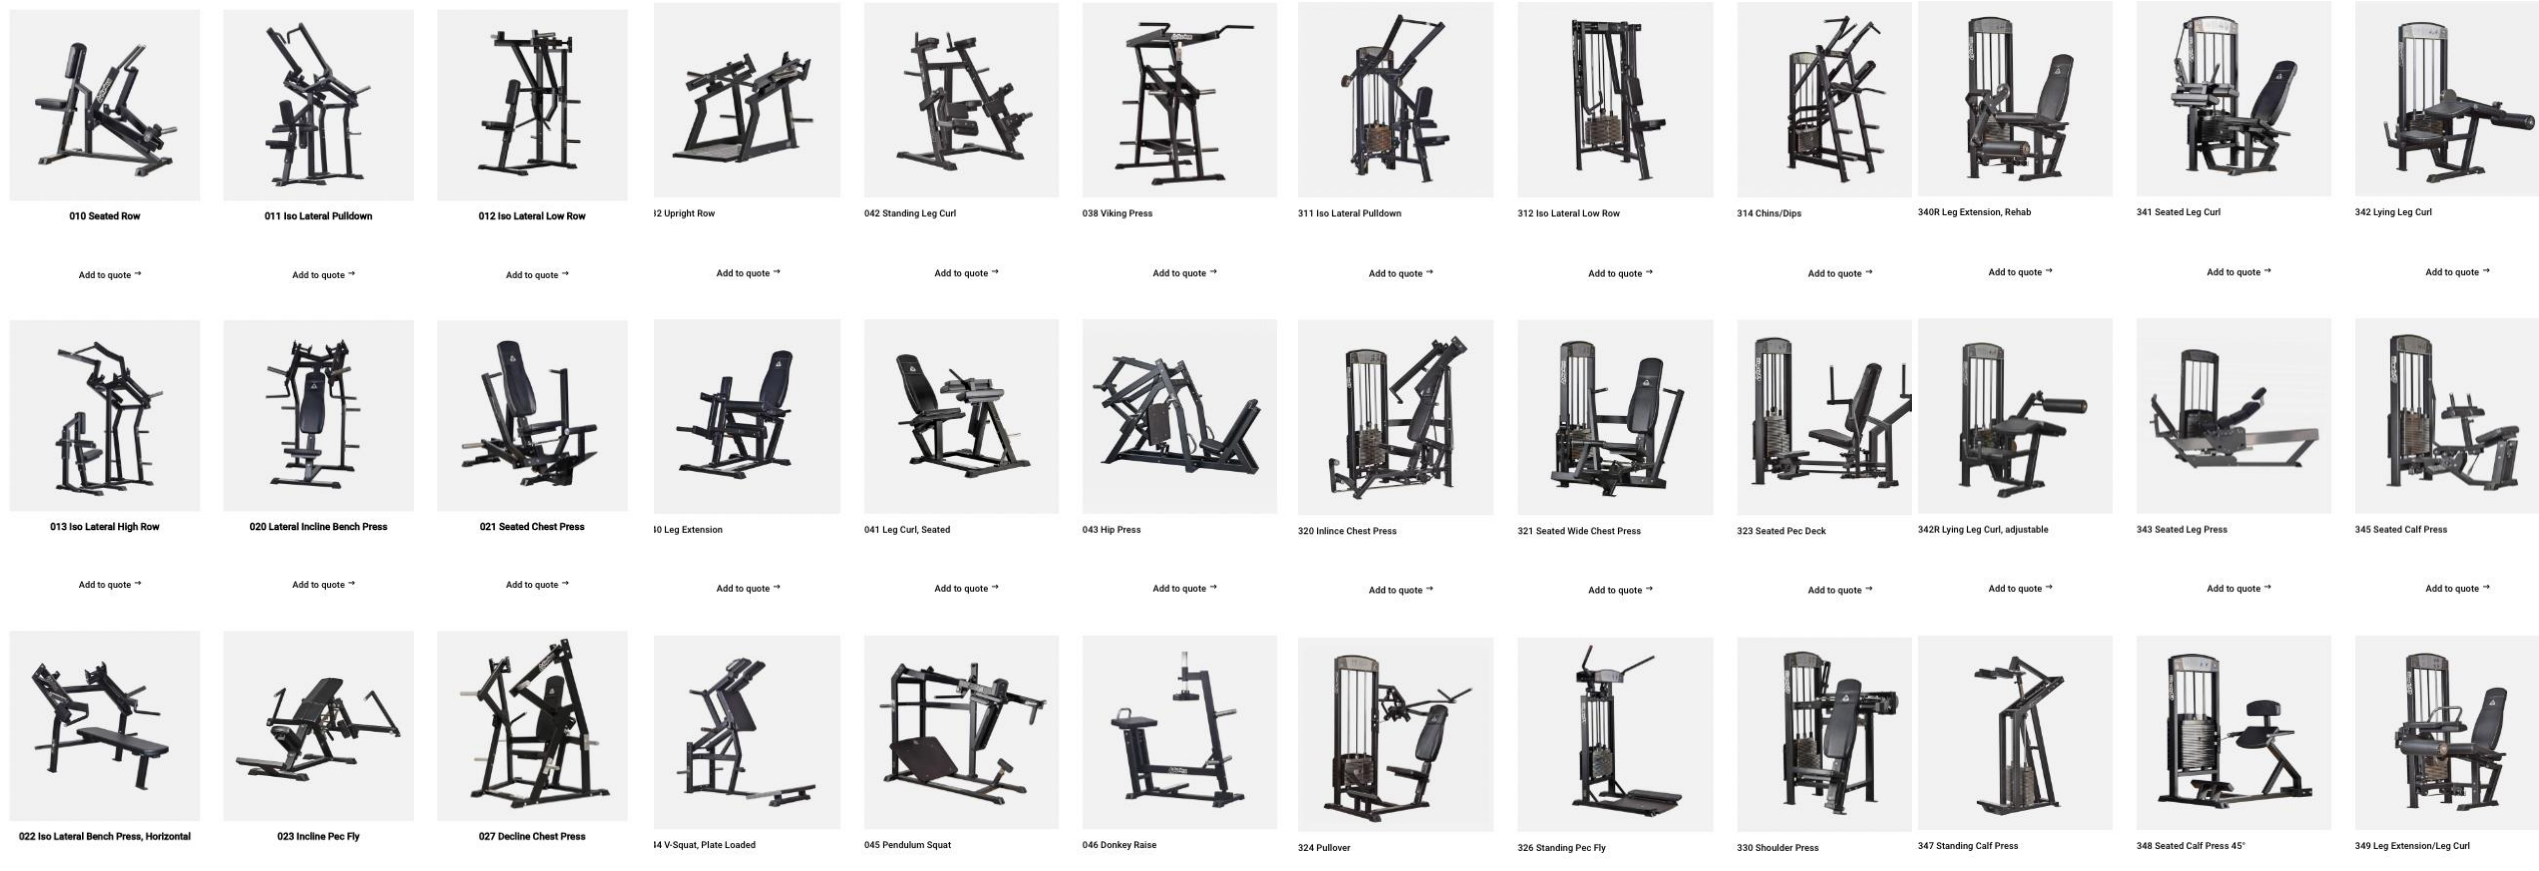 010 Seated Row
011 Iso Lateral Pulldown
012 Iso Lateral Low Row
32 Upright Row
042 Standing Leg Curl
038 Viking Press
311 Iso Lateral Pulldown
312 Iso Lateral Low Row
314 Chins/Dips
340R Leg Extension, Rehab
341 Seated Leg Curl
342 Lying Leg Curl
Add to quote →
Add to quote →
Add to quote →
Add to quote →
Add to quote →
Add to quote →
Add to quote →
Add to quote →
Add to quote →
Add to quote →
Add to quote →
Add to quote →
013 Iso Lateral High Row
020 Lateral Incline Bench Press
021 Seated Chest Press
40 Leg Extension
041 Leg Curl, Seated
043 Hip Press
320 Inlince Chest Press
321 Seated Wide Chest Press
323 Seated Pec Deck
342R Lying Leg Curl, adjustable
343 Seated Leg Press
345 Seated Calf Press
Add to quote →
Add to quote →
Add to quote →
Add to quote →
Add to quote →
Add to quote →
Add to quote →
Add to quote →
Add to quote →
Add to quote →
Add to quote →
Add to quote →
022 Iso Lateral Bench Press, Horizontal
023 Incline Pec Fly
027 Decline Chest Press
44 V-Squat, Plate Loaded
045 Pendulum Squat
046 Donkey Raise
324 Pullover
326 Standing Pec Fly
330 Shoulder Press
347 Standing Calf Press
348 Seated Calf Press 45°
349 Leg Extension/Leg Curl